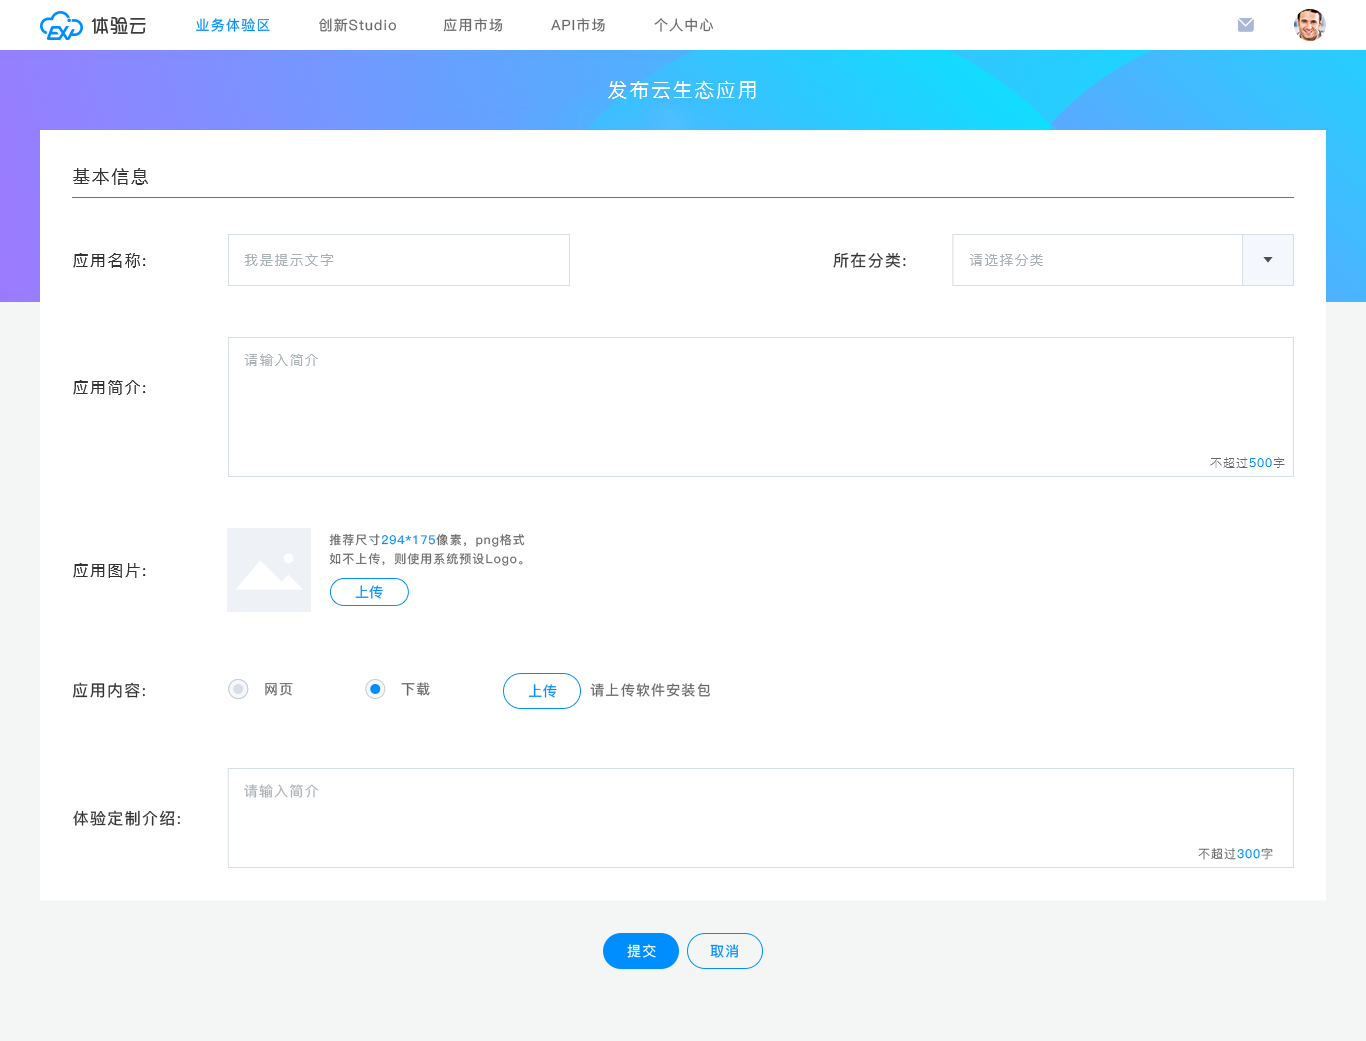 EXP 体验云 业务体验区 创新Studio 应用市场 API市场 个人中心
发布云生态应用
基本信息
应用名称: 我是提示文字 所在分类: 请选择分类
应用简介: 请输入简介
不超过500字
应用图片:
推荐尺寸294*175像素，png格式
如不上传，则使用系统预设Logo。
上传
应用内容: 网页 下载 上传 请上传软件安装包
体验定制介绍: 请输入简介
不超过300字
提交 取消